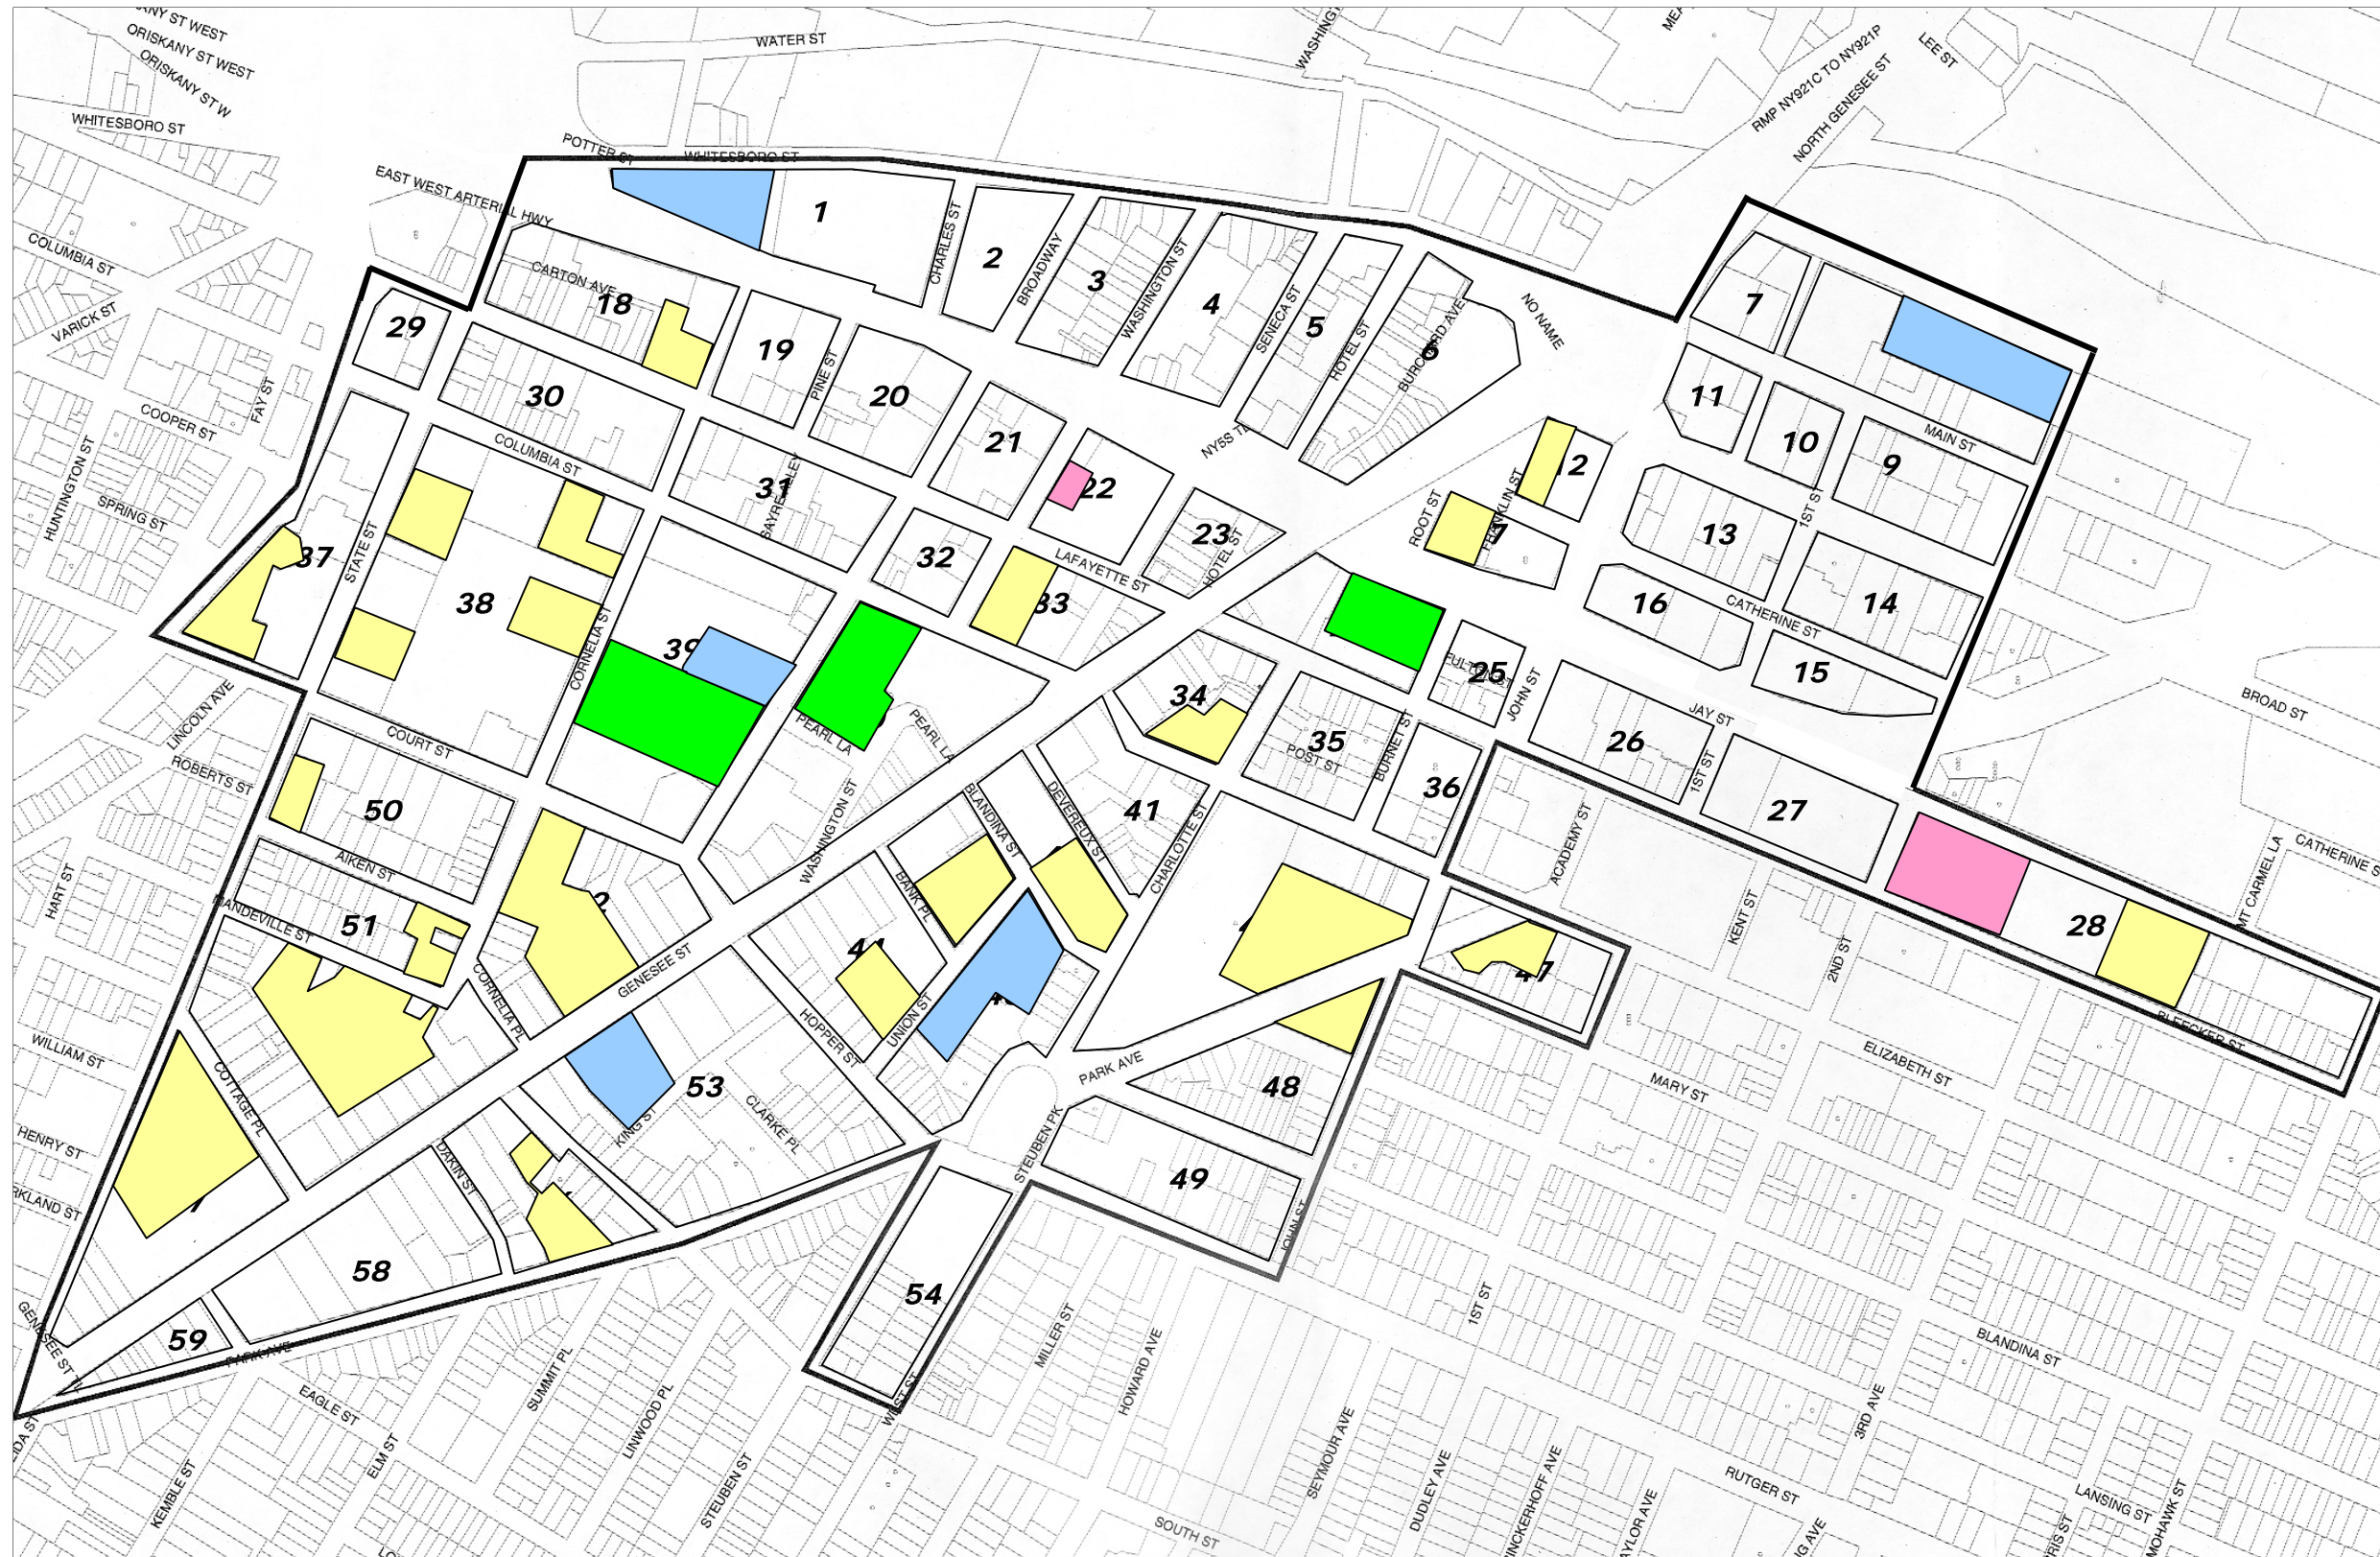 ORISKANY ST WEST
ORISKANY ST W
WHITESBORO ST
WATER ST
POTTER ST
WHITESBORO ST
EAST WEST ARTERIAL HWY
RMP NY921C TO NY921P
NORTH GENESEE ST
LEE ST
COLUMBIA ST
VARICK ST
COOPER ST
FAY ST
HUNTINGTON ST
SPRING ST
CARTON AVE
CHARLES ST
BROADWAY
WASHINGTON ST
SENECA ST
HOTEL ST
NO NAME
1
2
3
4
5
6
7
18
19
20
21
22
23
29
30
31
32
33
PINE ST
COLUMBIA ST
STATE ST
LAFAYETTE ST
HOTEL ST
ROOT ST
FRANKLIN ST
MAIN ST
1ST ST
CATHERINE ST
11
10
9
13
14
16
15
37
38
CORNELIA ST
PEARL LA
PEARL LA
WASHINGTON ST
34
35
POST ST
BURNET ST
36
25
FULTON ST
JOHN ST
26
JAY ST
1ST ST
27
28
BROAD ST
MT CARMEL LA
BLEECKER ST
LINCOLN AVE
ROBERTS ST
COURT ST
50
AIKEN ST
51
MANDEVILLE ST
HART ST
WILLIAM ST
HENRY ST
COTTAGE PL
CORNELIA PL
GENESEE ST
BLANDINA ST
DEVEREUX ST
41
CHARLOTTE ST
BANK PL
UNION ST
HOPPER ST
KING ST
53
CLARKE PL
DAKIN ST
58
59
PARK AVE
GENESEE ST
PARK AVE
STEUBEN PK
48
49
47
54
JOHN ST
ACADEMY ST
KENT ST
2ND ST
ELIZABETH ST
MARY ST
BLANDINA ST
RUTGER ST
LANSING ST
MOHAWK ST
3RD AVE
1ST ST
MILLER ST
HOWARD AVE
SEYMOUR AVE
DUDLEY AVE
SOUTH ST
WEST ST
STEUBEN ST
LINWOOD PL
SUMMIT PL
ELM ST
EAGLE ST
KEMBLE ST